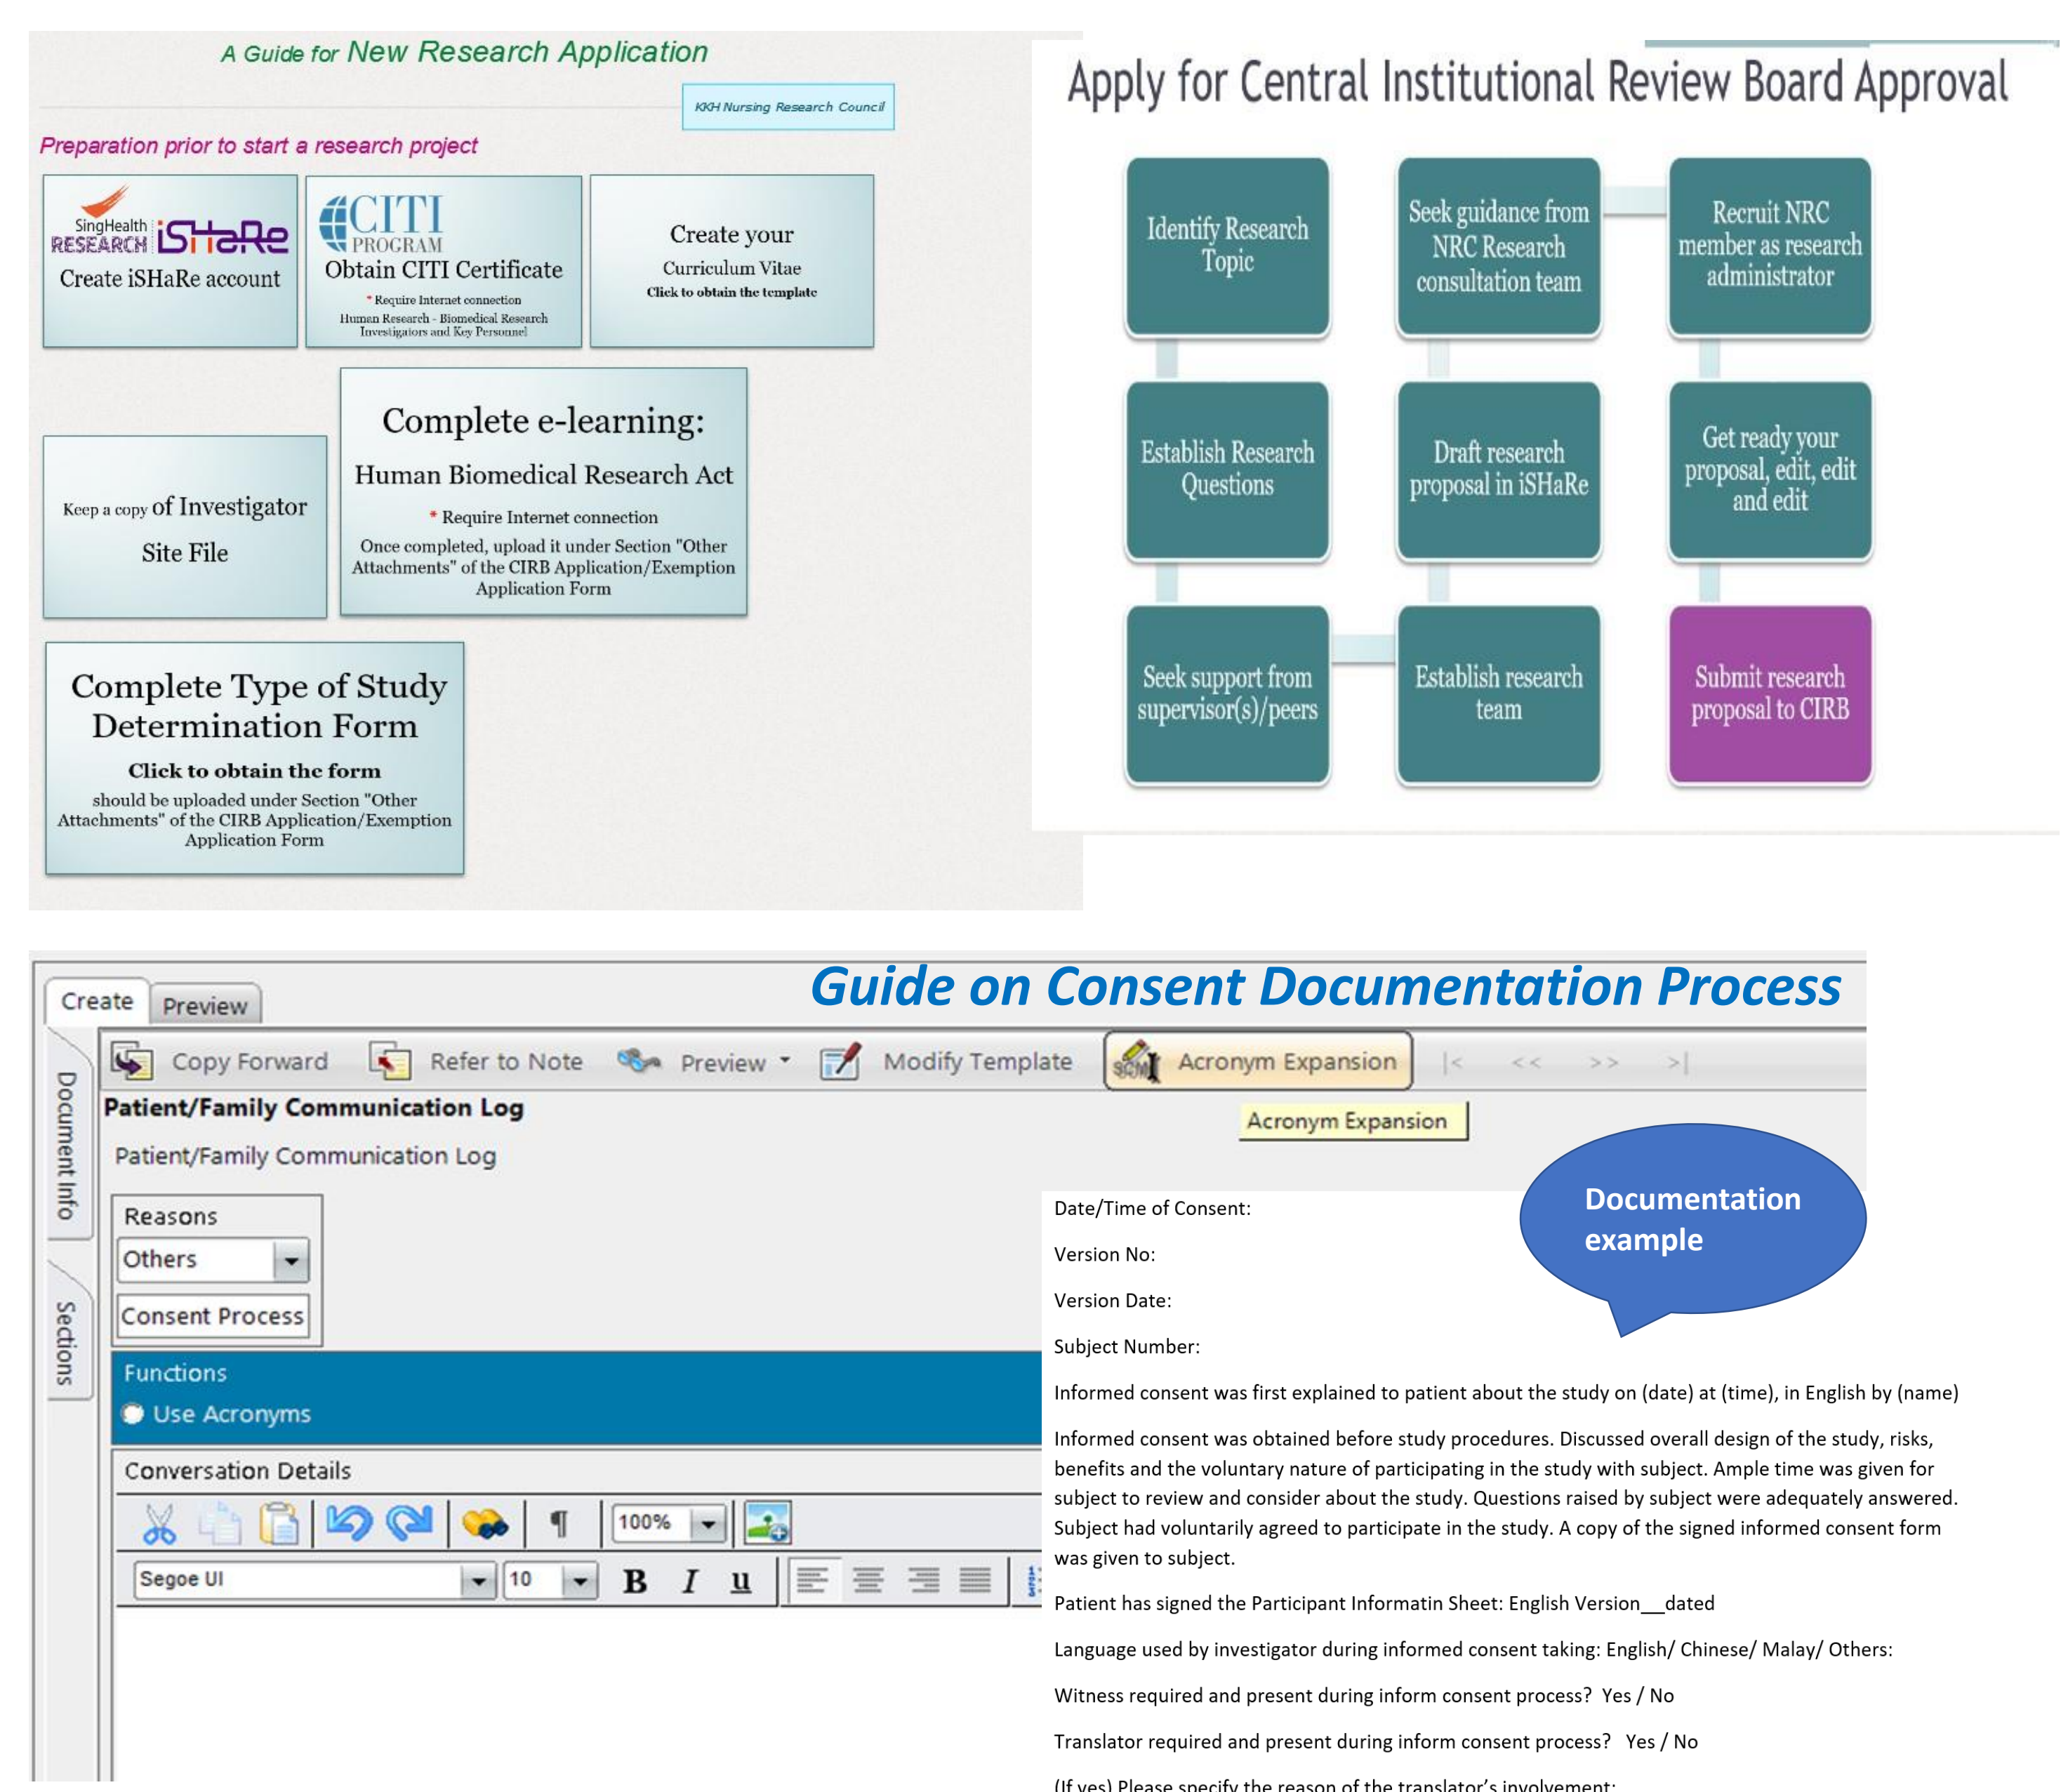 A Guide for New Research Application
KKH Nursing Research Council
Preparation prior to start a research project
SingHealth
RESEARCH
iSHaRe
Create iSHaRe account
CITI
PROGRAM
Obtain CITI Certificate
* Require Internet connection
Human Research - Biomedical Research
Investigators and Key Personnel
Create your
Curriculum Vitae
Click to obtain the template
Keep a copy of Investigator
Site File
Complete e-learning:
Human Biomedical Research Act
* Require Internet connection
Once completed, upload it under Section "Other
Attachments" of the CIRB Application/Exemption
Application Form
Complete Type of Study
Determination Form
Click to obtain the form
should be uploaded under Section "Other
Attachments" of the CIRB Application/Exemption
Application Form
Apply for Central Institutional Review Board Approval
Identify Research
Topic
Establish Research
Questions
Seek support from
supervisor(s)/peers
Establish research
team
Draft research
proposal in iSHaRe
Seek guidance from
NRC Research
consultation team
Recruit NRC
member as research
administrator
Get ready your
proposal, edit, edit
and edit
Submit research
proposal to CIRB
Guide on Consent Documentation Process
Create
Preview
Document Info
Sections
Copy Forward
Refer to Note
Preview
Modify Template
SCM
Acronym Expansion
|< << >> >|
Acronym Expansion
Patient/Family Communication Log
Patient/Family Communication Log
Reasons
Others
Consent Process
Functions
Use Acronyms
Conversation Details
¶
100%
Segoe UI
10
B I u
Documentation
example
Date/Time of Consent:
Version No:
Version Date:
Subject Number:
Informed consent was first explained to patient about the study on (date) at (time), in English by (name)
Informed consent was obtained before study procedures. Discussed overall design of the study, risks,
benefits and the voluntary nature of participating in the study with subject. Ample time was given for
subject to review and consider about the study. Questions raised by subject were adequately answered.
Subject had voluntarily agreed to participate in the study. A copy of the signed informed consent form
was given to subject.
Patient has signed the Participant Informatin Sheet: English Version__dated
Language used by investigator during informed consent taking: English/ Chinese/ Malay/ Others:
Witness required and present during inform consent process? Yes / No
Translator required and present during inform consent process? Yes / No
(If yes) Please specify the reason of the translator's involvement: